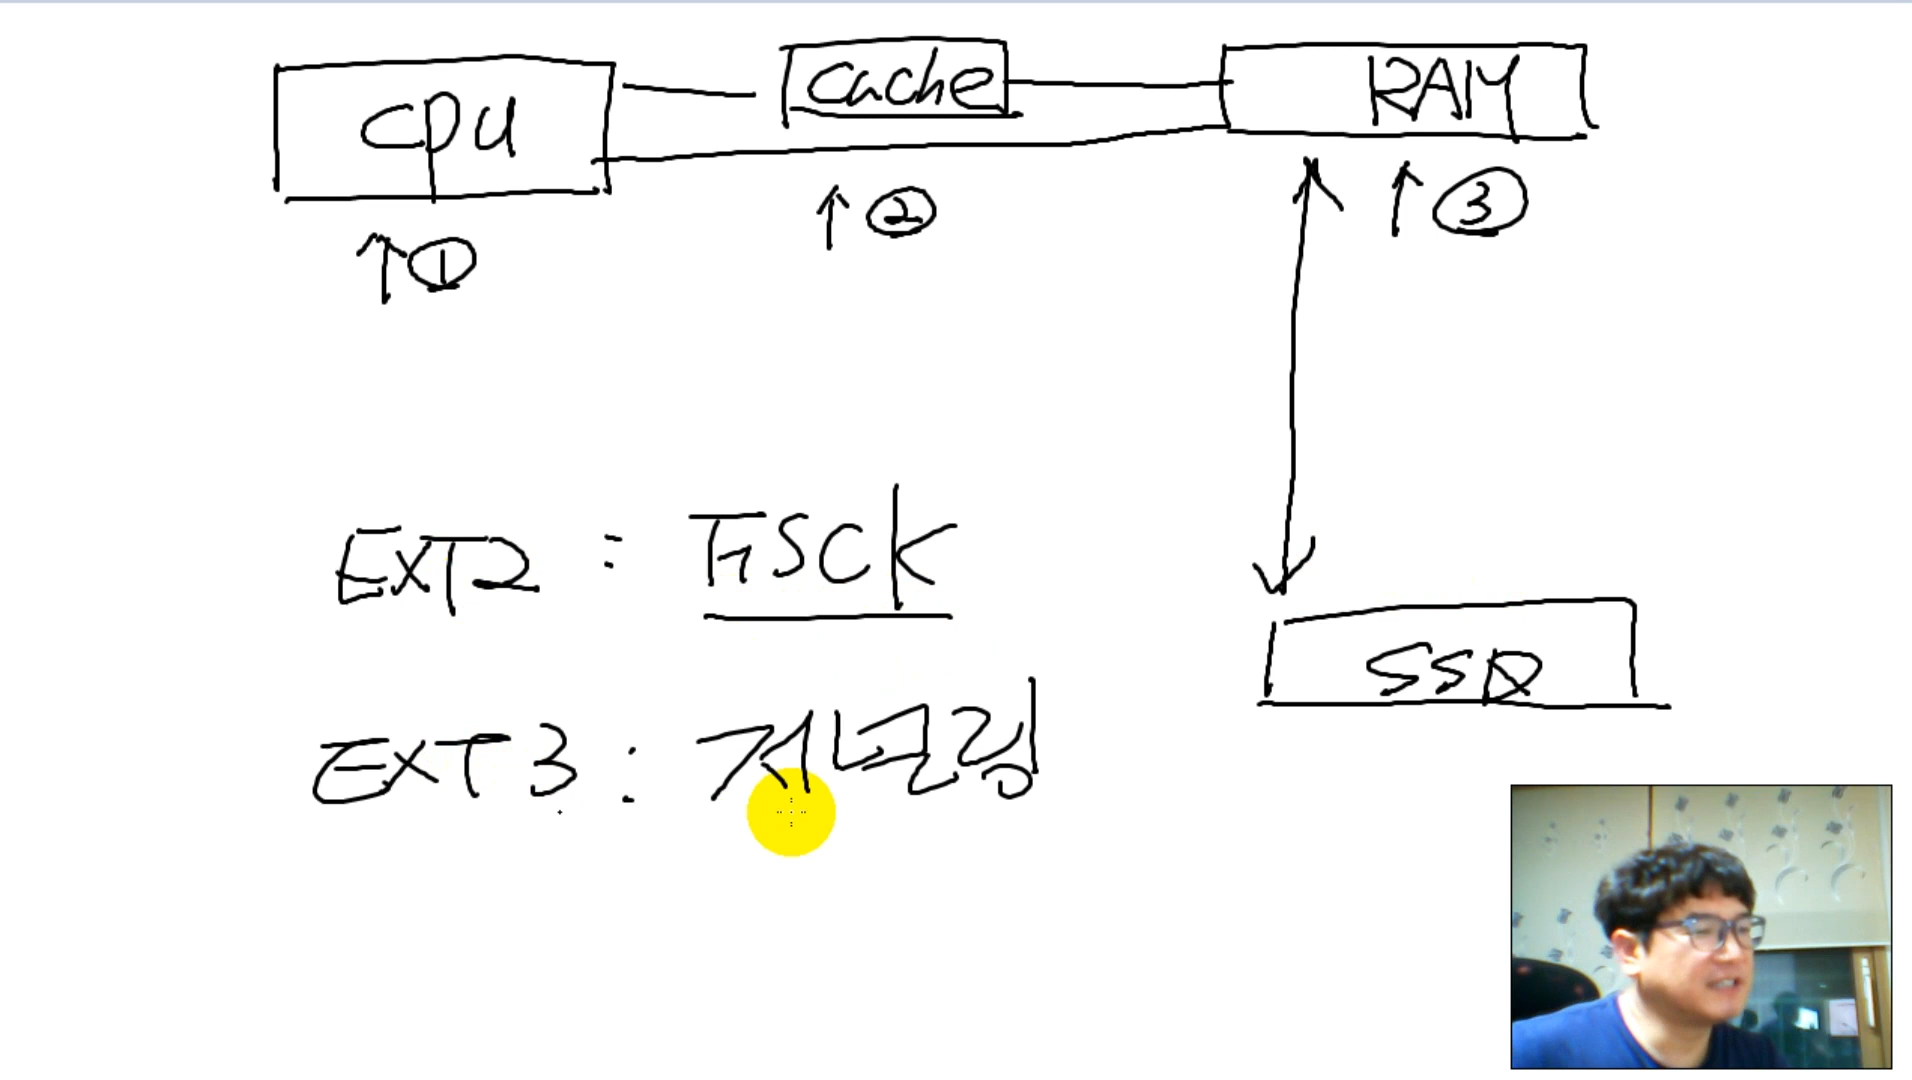 CPU
Cache
RAM
↑①
↑②
↑③
EXT2 : FSCK
SSD
EXT3 : 저널링